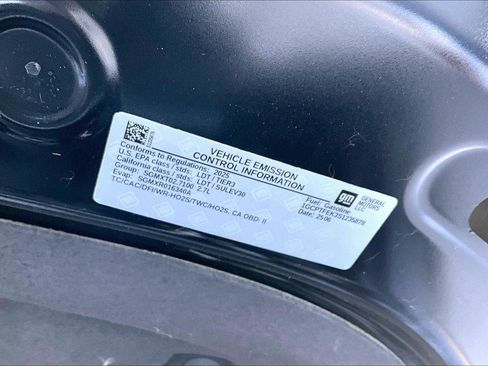 VEHICLE EMISSION
CONTROL INFORMATION
Conforms to Regulations: 2025
U.S. EPA class / stds: LDT / TIER3
California class / stds: LDT / SULEV30
Group: SGMXT02.7100 2.7L
Evap: SGMXR016340A
TC/CAC/DFI/WR-HO2S/TWC/HO2S, CA OBD: II
Fuel: Gasoline
Date: 25 06
gm
GENERAL
MOTORS
LLC